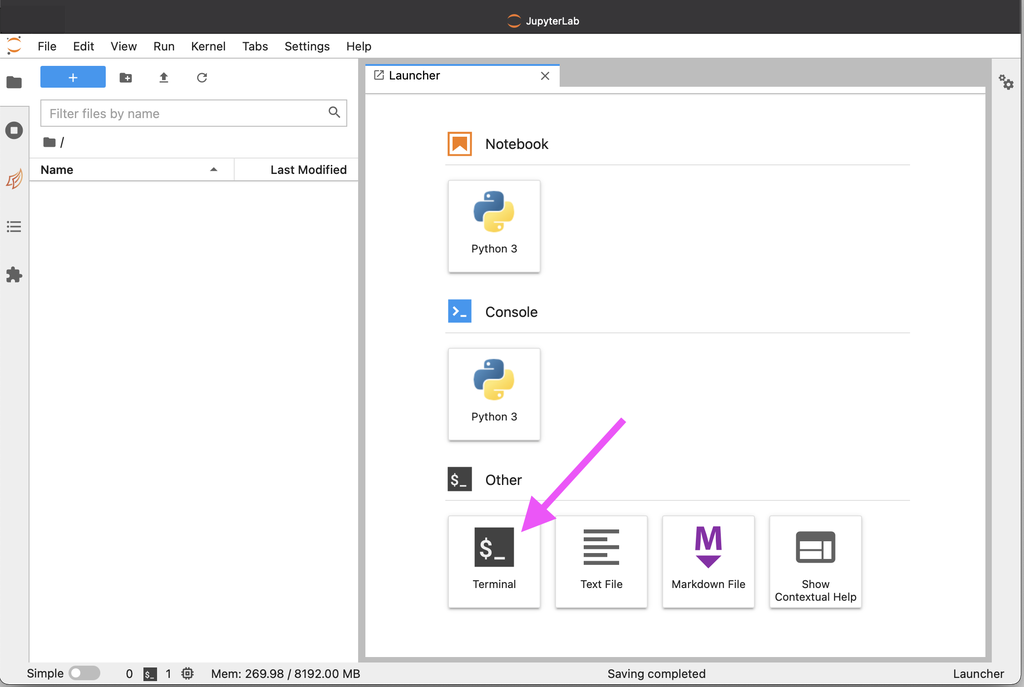 JupyterLab
File Edit View Run Kernel Tabs Settings Help
+
Launcher
Filter files by name
/
Name Last Modified
Notebook
Python 3
>_ Console
Python 3
$_ Other
$_
Terminal
Text File
M
Markdown File
Show
Contextual Help
Simple 0 $_ 1 Mem: 269.98 / 8192.00 MB Saving completed Launcher